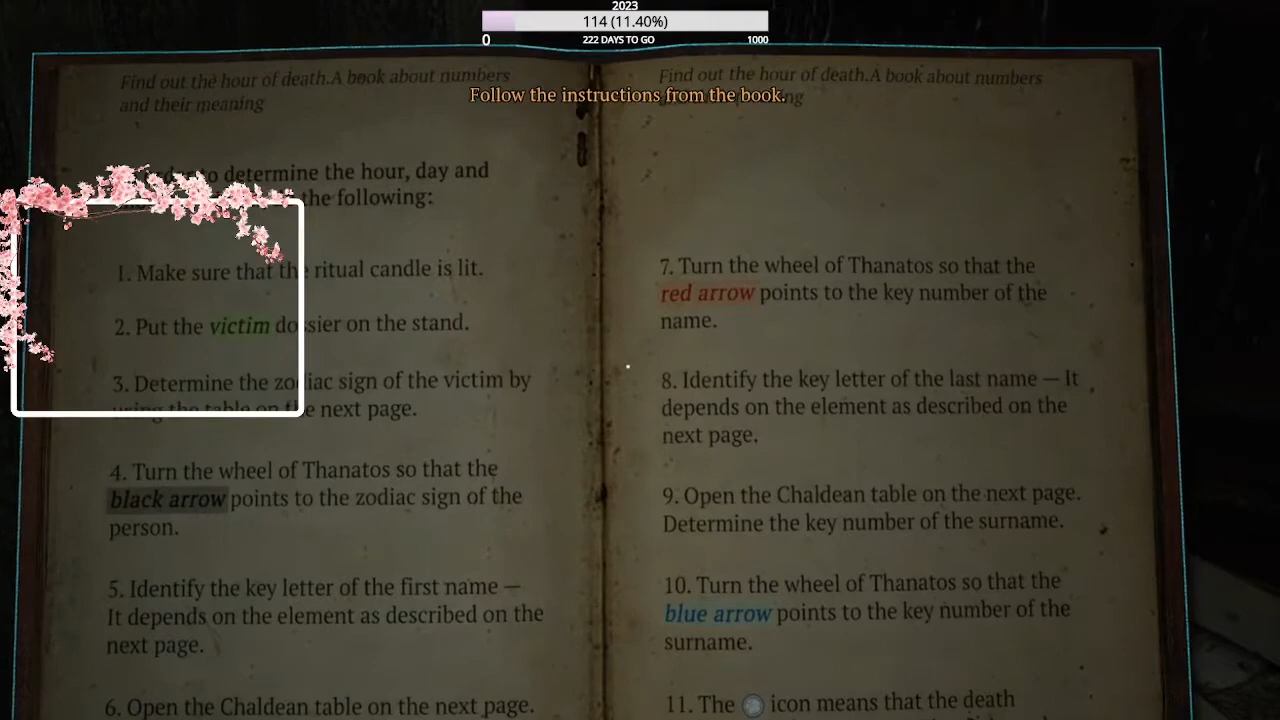 2023
114 (11.40%)
0 222 DAYS TO GO 1000
Find out the hour of death.A book about numbers
and their meaning
Follow the instructions from the book.
to determine the hour, day and
the following:
1. Make sure that the ritual candle is lit.
2. Put the victim dossier on the stand.
3. Determine the zodiac sign of the victim by
using the table on the next page.
4. Turn the wheel of Thanatos so that the
black arrow points to the zodiac sign of the
person.
5. Identify the key letter of the first name —
It depends on the element as described on the
next page.
6. Open the Chaldean table on the next page.
Find out the hour of death.A book about numbers
7. Turn the wheel of Thanatos so that the
red arrow points to the key number of the
name.
8. Identify the key letter of the last name — It
depends on the element as described on the
next page.
9. Open the Chaldean table on the next page.
Determine the key number of the surname.
10. Turn the wheel of Thanatos so that the
blue arrow points to the key number of the
surname.
11. The icon means that the death